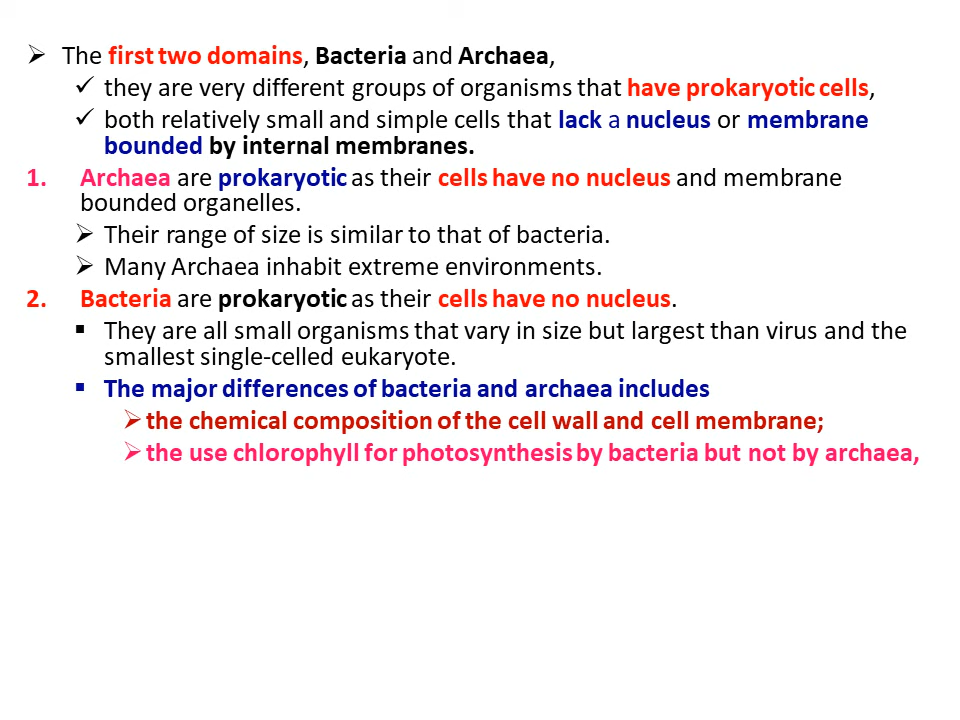 ➢ The first two domains, Bacteria and Archaea,
✓ they are very different groups of organisms that have prokaryotic cells,
✓ both relatively small and simple cells that lack a nucleus or membrane
bounded by internal membranes.
1. Archaea are prokaryotic as their cells have no nucleus and membrane
bounded organelles.
➢ Their range of size is similar to that of bacteria.
➢ Many Archaea inhabit extreme environments.
2. Bacteria are prokaryotic as their cells have no nucleus.
▪ They are all small organisms that vary in size but largest than virus and the
smallest single-celled eukaryote.
▪ The major differences of bacteria and archaea includes
➢ the chemical composition of the cell wall and cell membrane;
➢ the use chlorophyll for photosynthesis by bacteria but not by archaea,